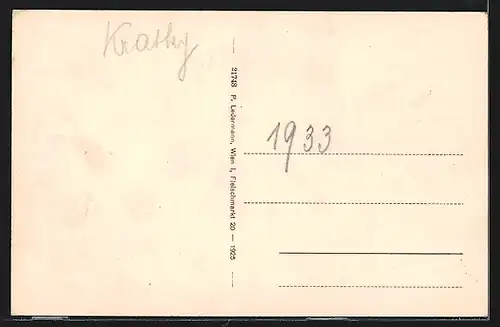 Krathy
21748 P. Ledermann, Wien I, Fleischmarkt 20 — 1925
1933